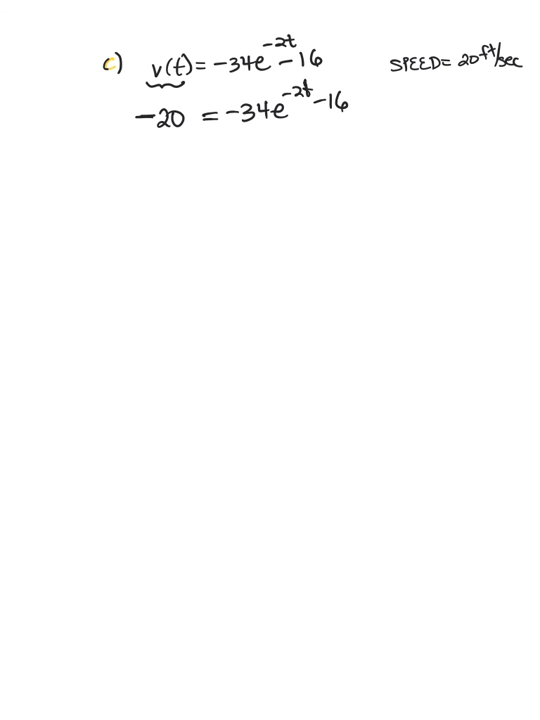 c) v(t) = -34e^{-2t} - 16 SPEED = 20 ft/sec
-20 = -34e^{-2t} - 16